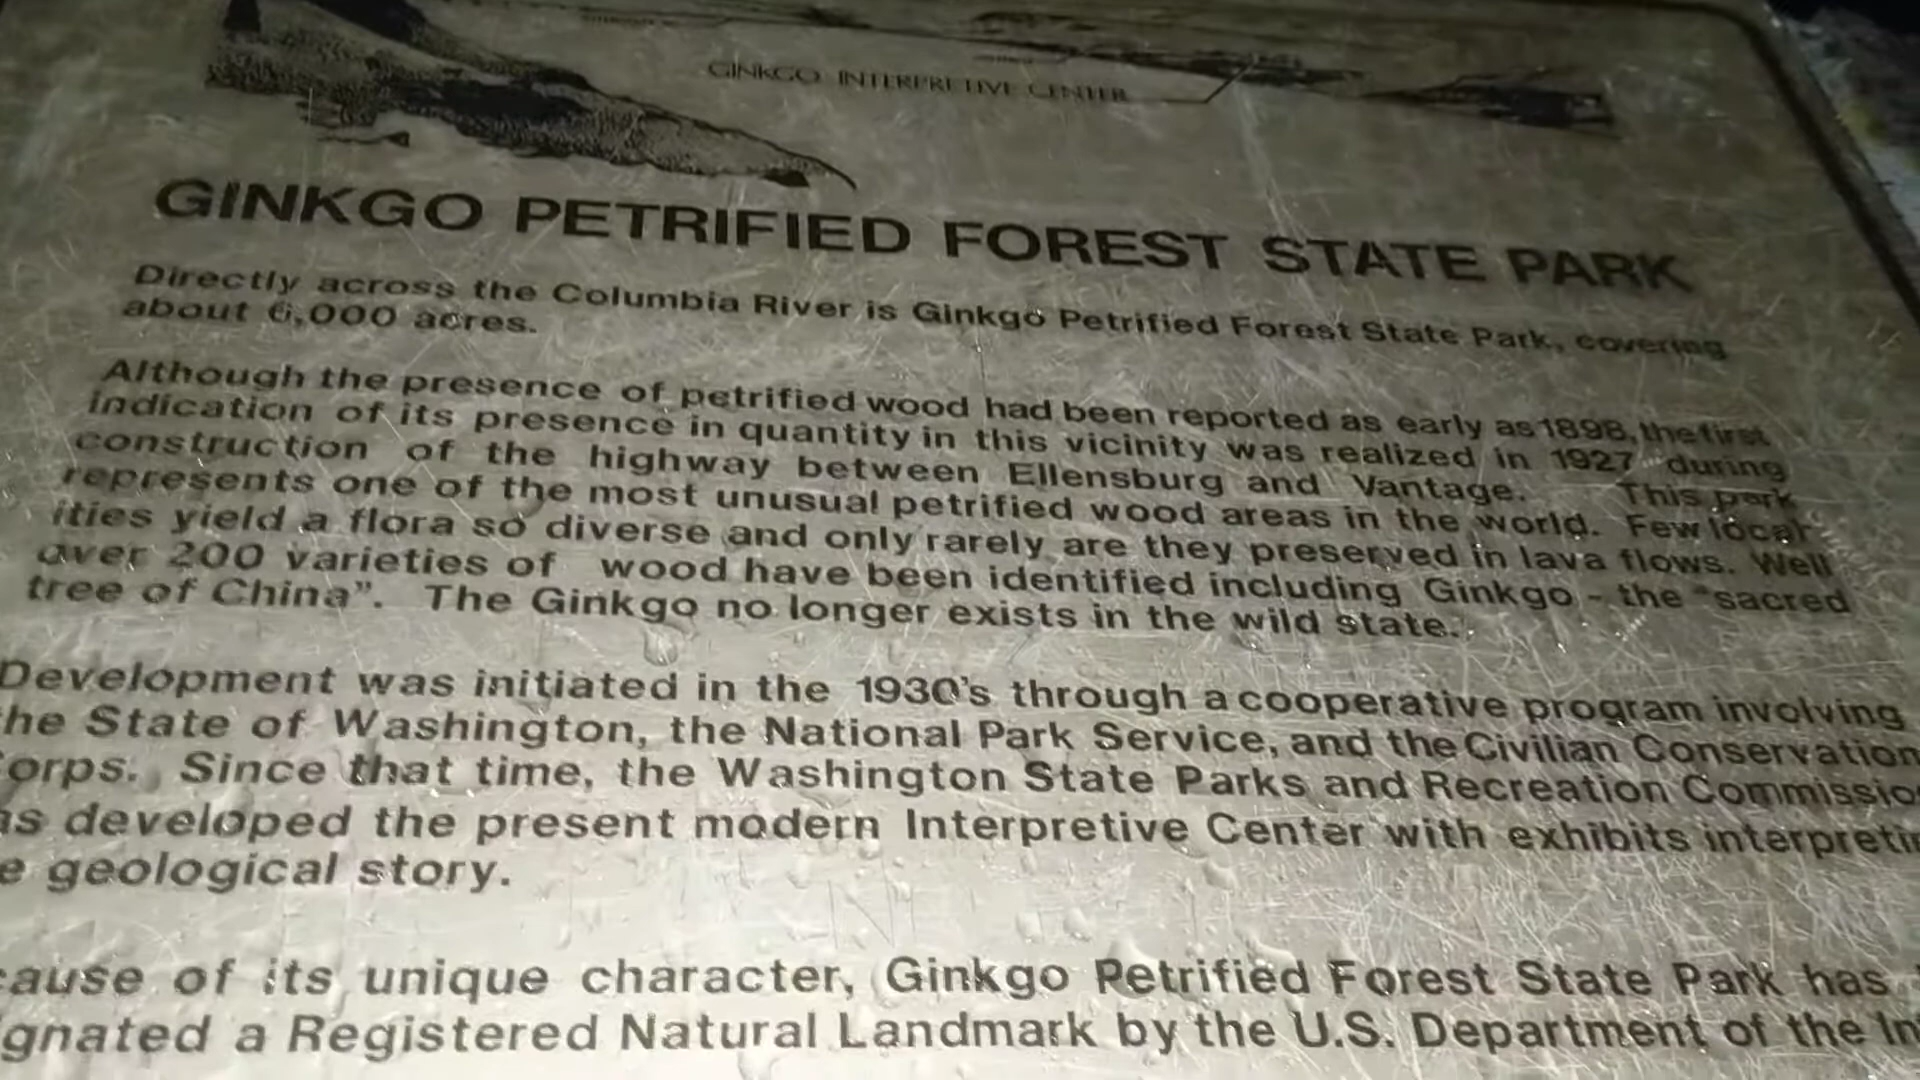 GINKGO INTERPRETIVE CENTER
GINKGO PETRIFIED FOREST STATE PARK
Directly across the Columbia River is Ginkgo Petrified Forest State Park, covering
about 6,000 acres.
Although the presence of petrified wood had been reported as early as 1898, the first
indication of its presence in quantity in this vicinity was realized in 1927 during
construction of the highway between Ellensburg and Vantage. This park
represents one of the most unusual petrified wood areas in the world. Few local
ities yield a flora so diverse and only rarely are they preserved in lava flows. Well
over 200 varieties of wood have been identified including Ginkgo - the "sacred
tree of China". The Ginkgo no longer exists in the wild state.
Development was initiated in the 1930's through a cooperative program involving
he State of Washington, the National Park Service, and the Civilian Conservation
orps. Since that time, the Washington State Parks and Recreation Commissio
as developed the present modern Interpretive Center with exhibits interpreti
e geological story.
cause of its unique character, Ginkgo Petrified Forest State Park has
gnated a Registered Natural Landmark by the U.S. Department of the In